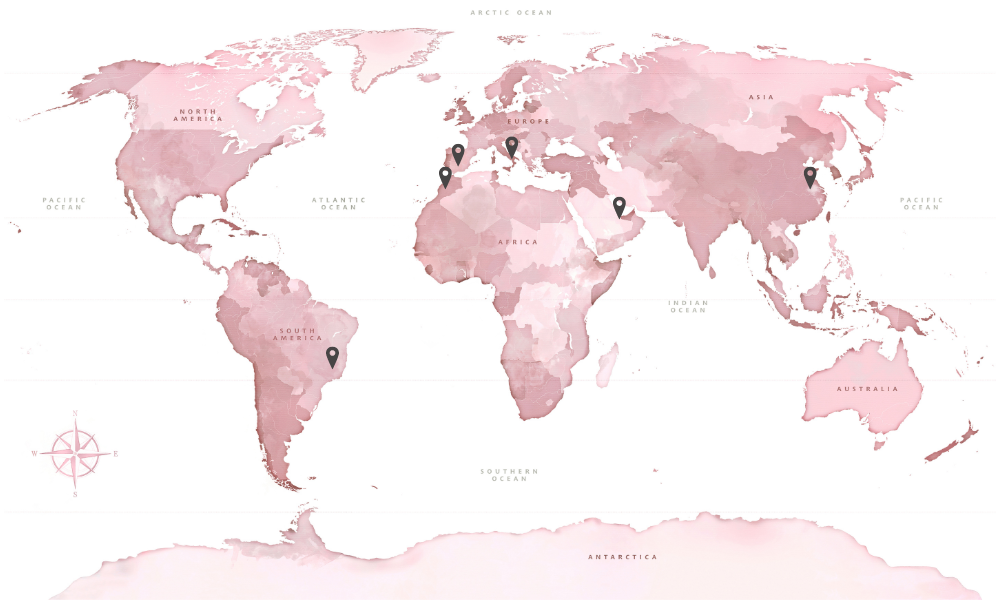 ARCTIC OCEAN
ASIA
NORTH
AMERICA
EUROPE
PACIFIC
OCEAN
ATLANTIC
OCEAN
PACIFIC
OCEAN
AFRICA
INDIAN
OCEAN
SOUTH
AMERICA
AUSTRALIA
N
W
E
S
SOUTHERN
OCEAN
ANTARCTICA